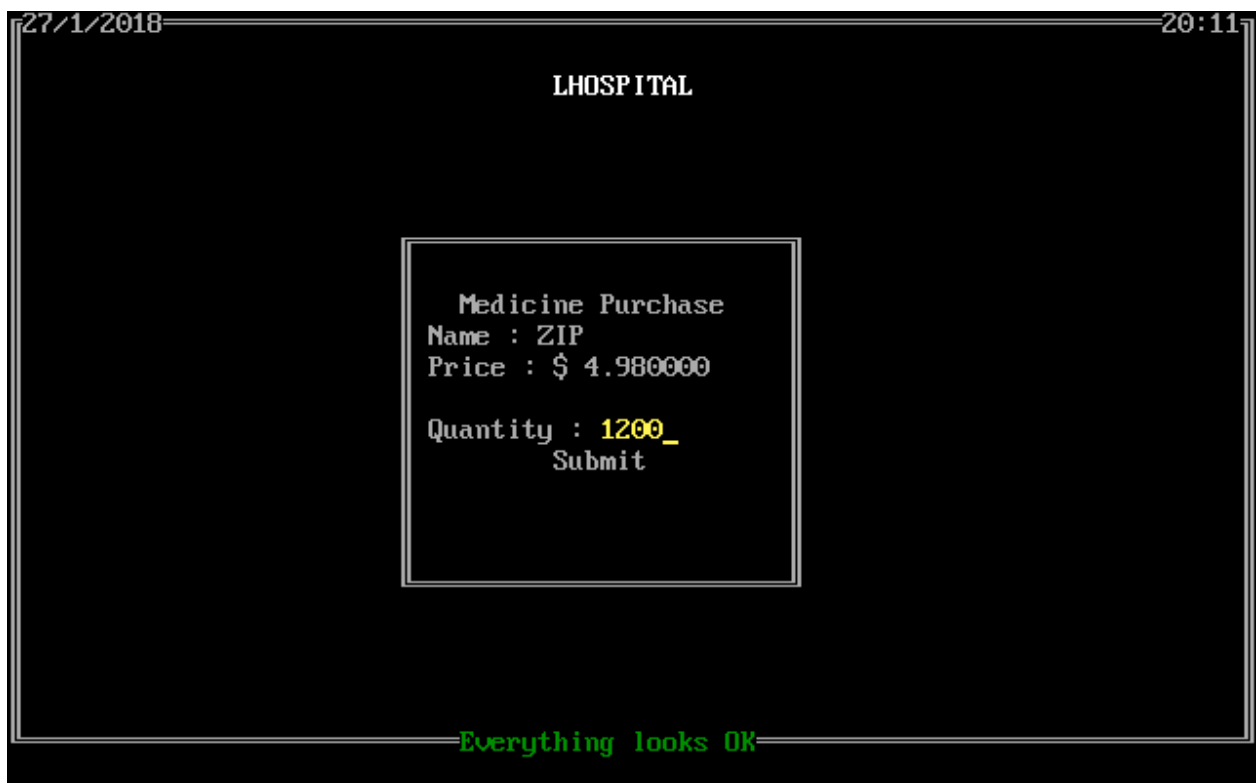 27/1/2018 20:11
LHOSPITAL
Medicine Purchase
Name : ZIP
Price : $ 4.980000
Quantity : 1200_
Submit
Everything looks OK